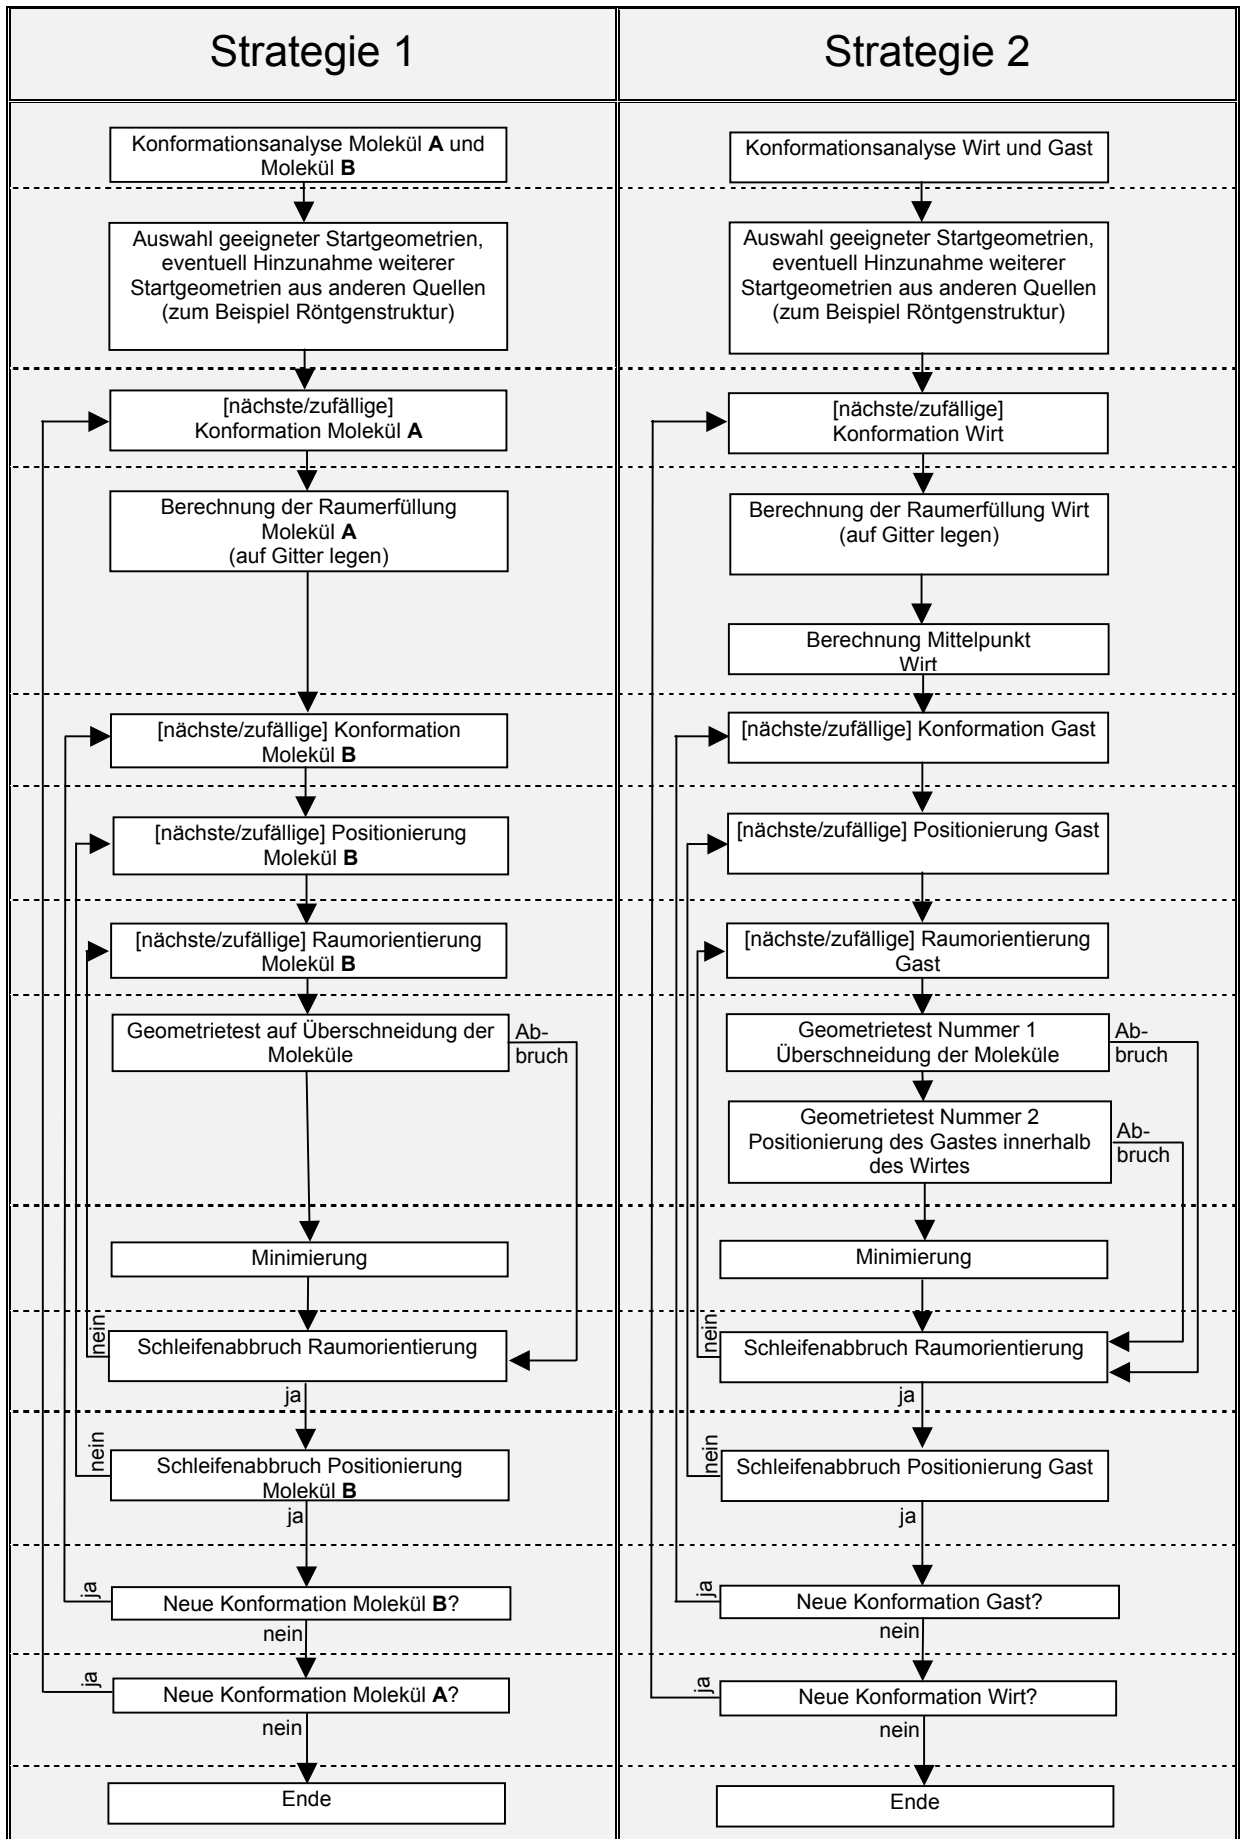 Strategie 1
Konformationsanalyse Molekül A und
Molekül B
Auswahl geeigneter Startgeometrien,
eventuell Hinzunahme weiterer
Startgeometrien aus anderen Quellen
(zum Beispiel Röntgenstruktur)
[nächste/zufällige]
Konformation Molekül A
Berechnung der Raumerfüllung
Molekül A
(auf Gitter legen)
[nächste/zufällige] Konformation
Molekül B
[nächste/zufällige] Positionierung
Molekül B
[nächste/zufällige] Raumorientierung
Molekül B
Geometrietest auf Überschneidung der
Moleküle
Ab-
bruch
Minimierung
nein
Schleifenabbruch Raumorientierung
ja
nein
Schleifenabbruch Positionierung
Molekül B
ja
ja
Neue Konformation Molekül B?
nein
ja
Neue Konformation Molekül A?
nein
Ende
Strategie 2
Konformationsanalyse Wirt und Gast
Auswahl geeigneter Startgeometrien,
eventuell Hinzunahme weiterer
Startgeometrien aus anderen Quellen
(zum Beispiel Röntgenstruktur)
[nächste/zufällige]
Konformation Wirt
Berechnung der Raumerfüllung Wirt
(auf Gitter legen)
Berechnung Mittelpunkt
Wirt
[nächste/zufällige] Konformation Gast
[nächste/zufällige] Positionierung Gast
[nächste/zufällige] Raumorientierung
Gast
Geometrietest Nummer 1
Überschneidung der Moleküle
Ab-
bruch
Geometrietest Nummer 2
Positionierung des Gastes innerhalb
des Wirtes
Ab-
bruch
Minimierung
nein
Schleifenabbruch Raumorientierung
ja
nein
Schleifenabbruch Positionierung Gast
ja
ja
Neue Konformation Gast?
nein
ja
Neue Konformation Wirt?
nein
Ende